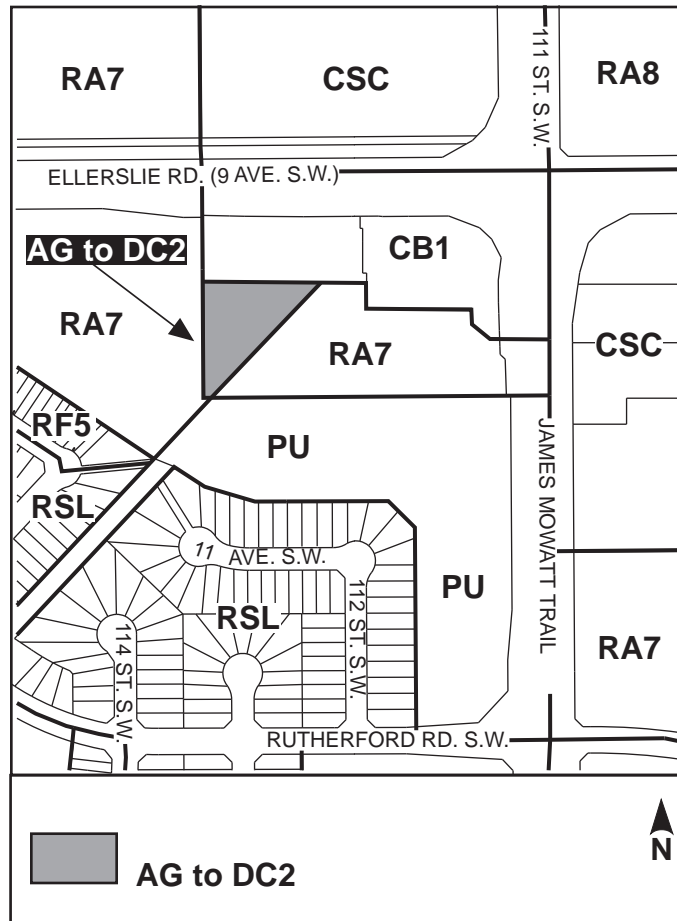 RA7
CSC
111 ST. S.W.
RA8
ELLERSLIE RD. (9 AVE. S.W.)
AG to DC2
CB1
RA7
RA7
CSC
RF5
PU
JAMES MOWATT TRAIL
RSL
11 AVE. S.W.
PU
112 ST. S.W.
RSL
114 ST. S.W.
RA7
RUTHERFORD RD. S.W.
AG to DC2
N